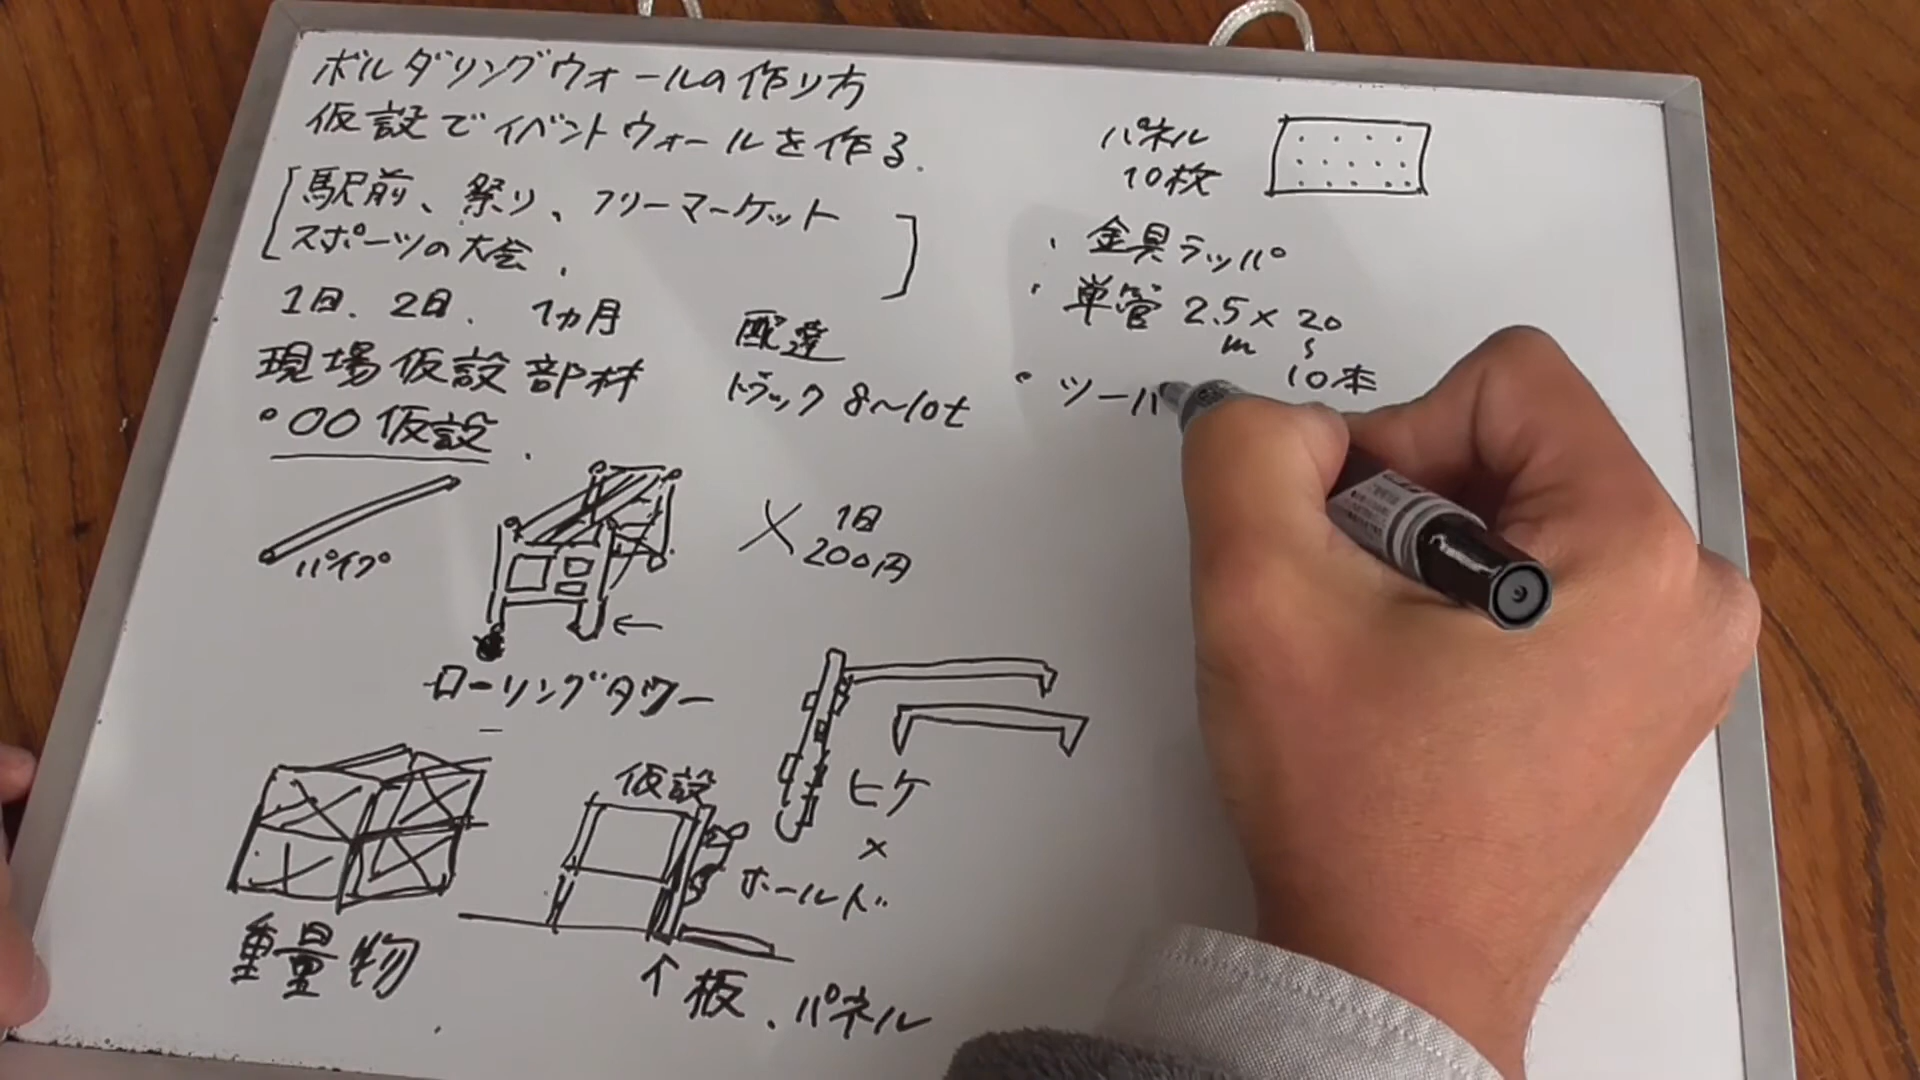 ボルダリングウォールの作り方
仮設でイベントウォールを作る.
駅前、祭り、フリーマーケット
スポーツの大会.
1日. 2日. 1ヵ月
現場仮設部材
・〇〇仮設.
パイプ
ローリングタワー
×1日
200円
配達
トラック 8〜10t
重量物
仮設
ホールド
↑板、パネル
ヒケ
×
パネル
10枚
・金具ラッパ
・単管 2.5×20
m
10本
・ツール